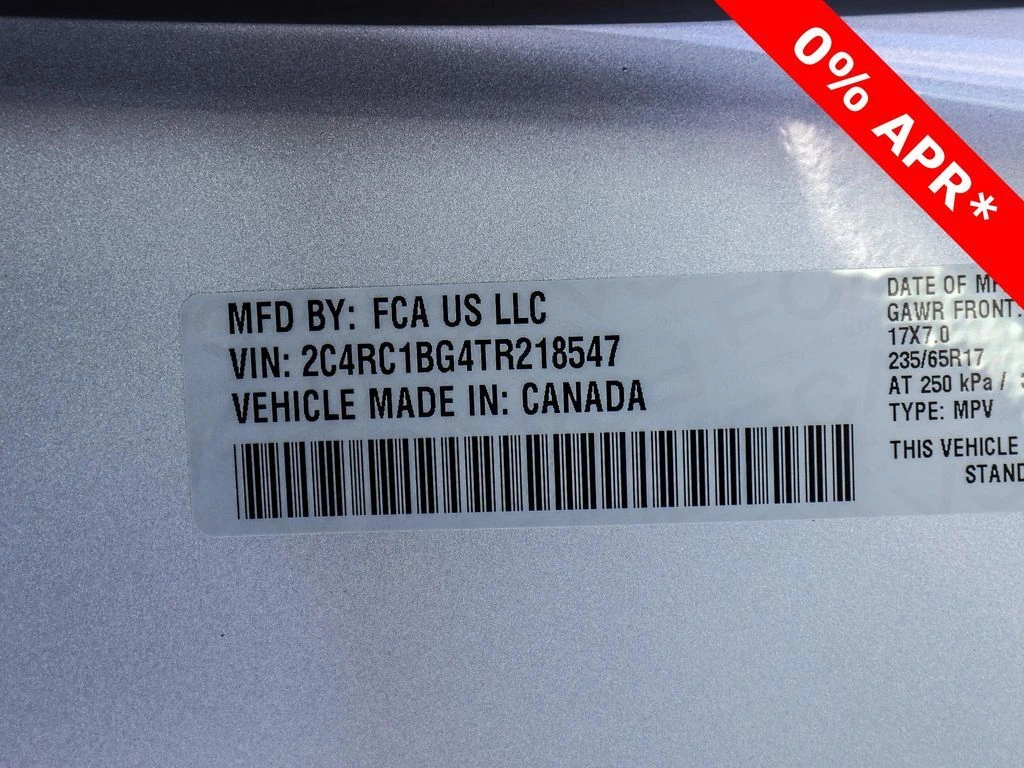 0% APR*
MFD BY: FCA US LLC
VIN: 2C4RC1BG4TR218547
VEHICLE MADE IN: CANADA
DATE OF
GAWR FRONT
17X7.0
235/65R17
AT 250 kPa /
TYPE: MPV
THIS VEHICLE